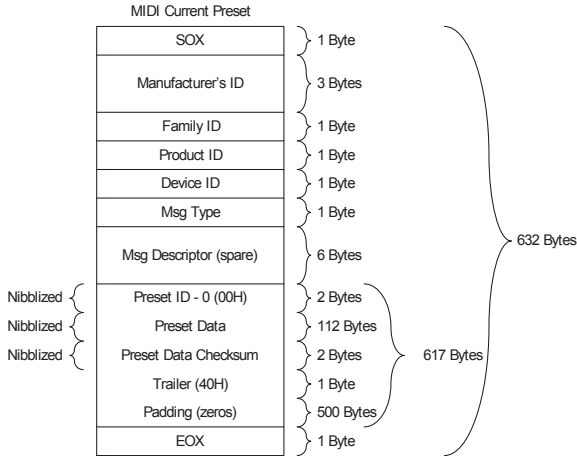 MIDI Current Preset
SOX 1 Byte
Manufacturer's ID 3 Bytes
Family ID 1 Byte
Product ID 1 Byte
Device ID 1 Byte
Msg Type 1 Byte
632 Bytes
Msg Descriptor (spare) 6 Bytes
Nibblized Preset ID - 0 (00H) 2 Bytes
Nibblized Preset Data 112 Bytes
Nibblized Preset Data Checksum 2 Bytes 617 Bytes
Trailer (40H) 1 Byte
Padding (zeros) 500 Bytes
EOX 1 Byte